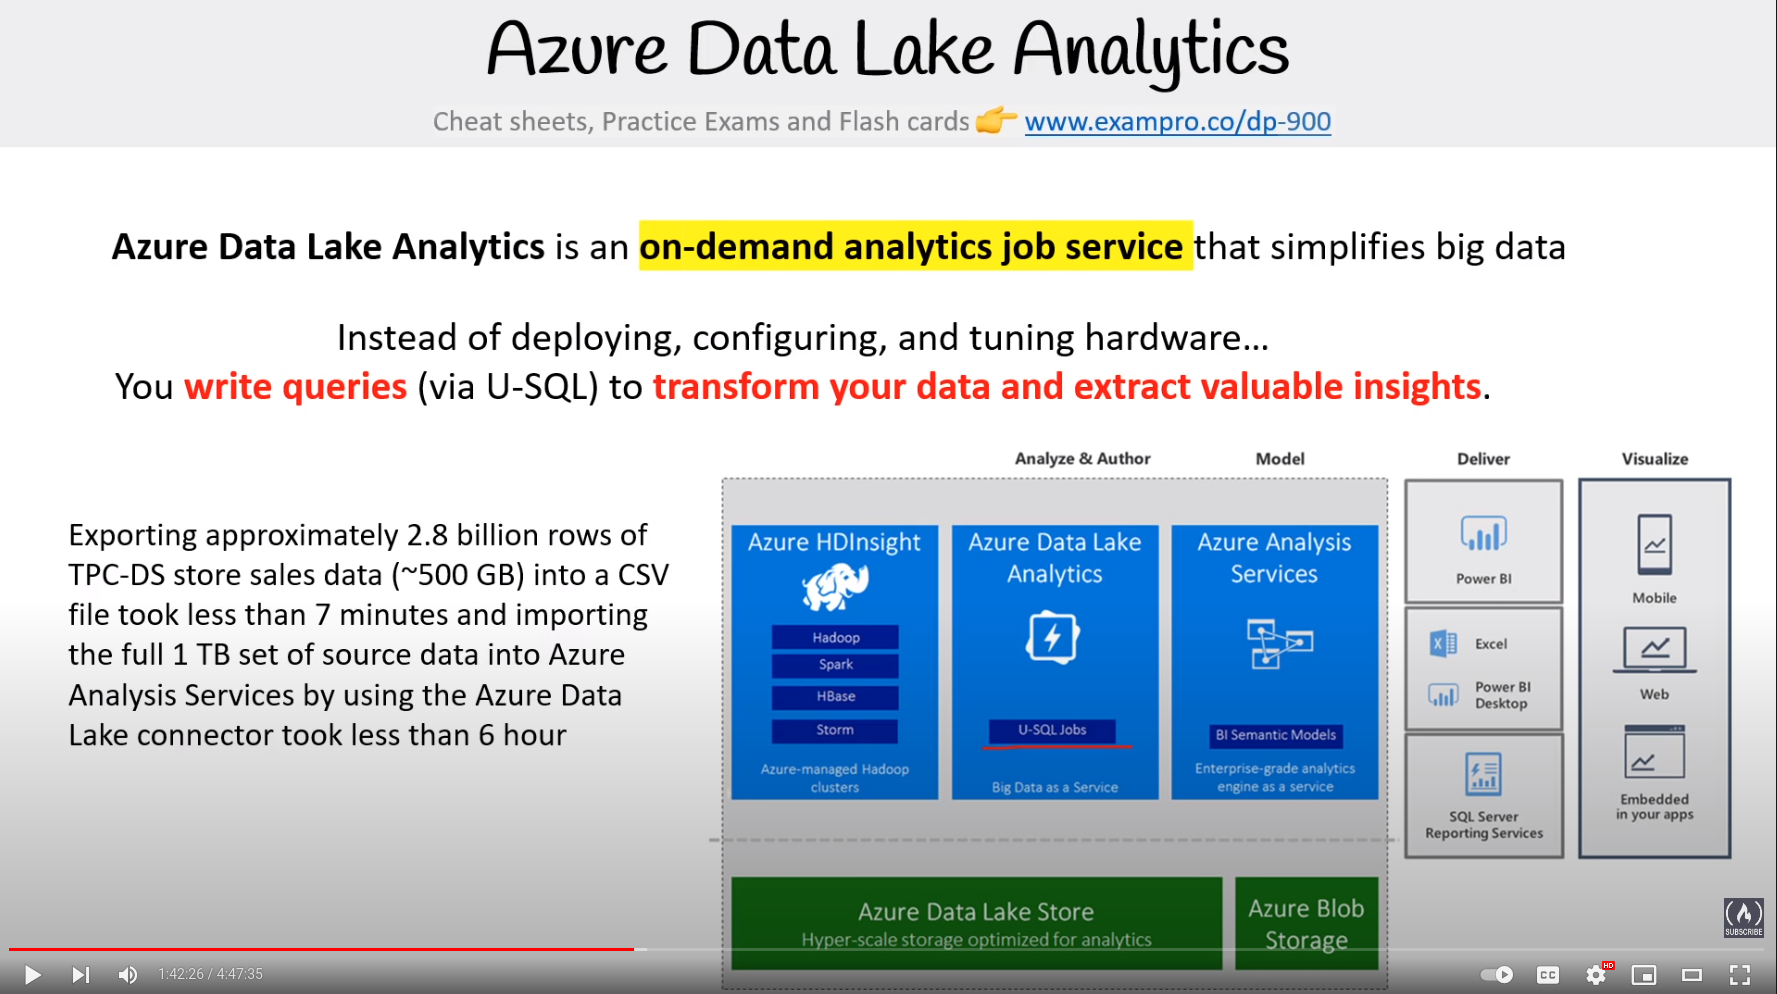 Azure Data Lake Analytics
Cheat sheets, Practice Exams and Flash cards 👉 www.exampro.co/dp-900
Azure Data Lake Analytics is an on-demand analytics job service that simplifies big data
Instead of deploying, configuring, and tuning hardware...
You write queries (via U-SQL) to transform your data and extract valuable insights.
Exporting approximately 2.8 billion rows of
TPC-DS store sales data (~500 GB) into a CSV
file took less than 7 minutes and importing
the full 1 TB set of source data into Azure
Analysis Services by using the Azure Data
Lake connector took less than 6 hour
Analyze & Author
Model
Deliver
Visualize
Azure HDInsight
Hadoop
Spark
HBase
Storm
Azure-managed Hadoop
clusters
Azure Data Lake
Analytics
U-SQL Jobs
Big Data as a Service
Azure Analysis
Services
BI Semantic Models
Enterprise-grade analytics
engine as a service
Power BI
Excel
Power BI
Desktop
SQL Server
Reporting Services
Mobile
Web
Embedded
in your apps
Azure Data Lake Store
Hyper-scale storage optimized for analytics
Azure Blob
Storage
SUBSCRIBE
1:42:26 / 4:47:35
CC
HD